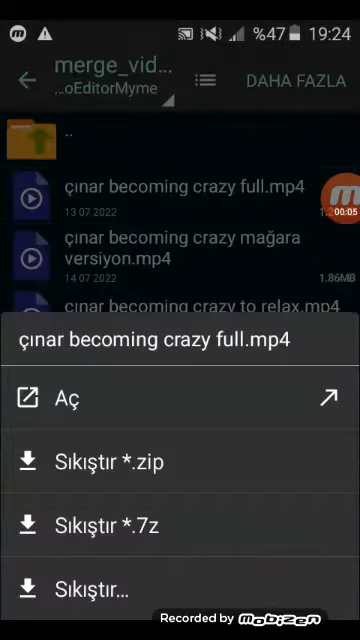 %47 19:24
merge_vid...
DAHA FAZLA
...oEditorMyme
..
çınar becoming crazy full.mp4
13 07 2022
00:05
çınar becoming crazy mağara
versiyon.mp4
14 07 2022 1.86MB
çınar becoming crazy to relax.mp4
çınar becoming crazy full.mp4
Aç
Sıkıştır *.zip
Sıkıştır *.7z
Sıkıştır...
Recorded by mobizen